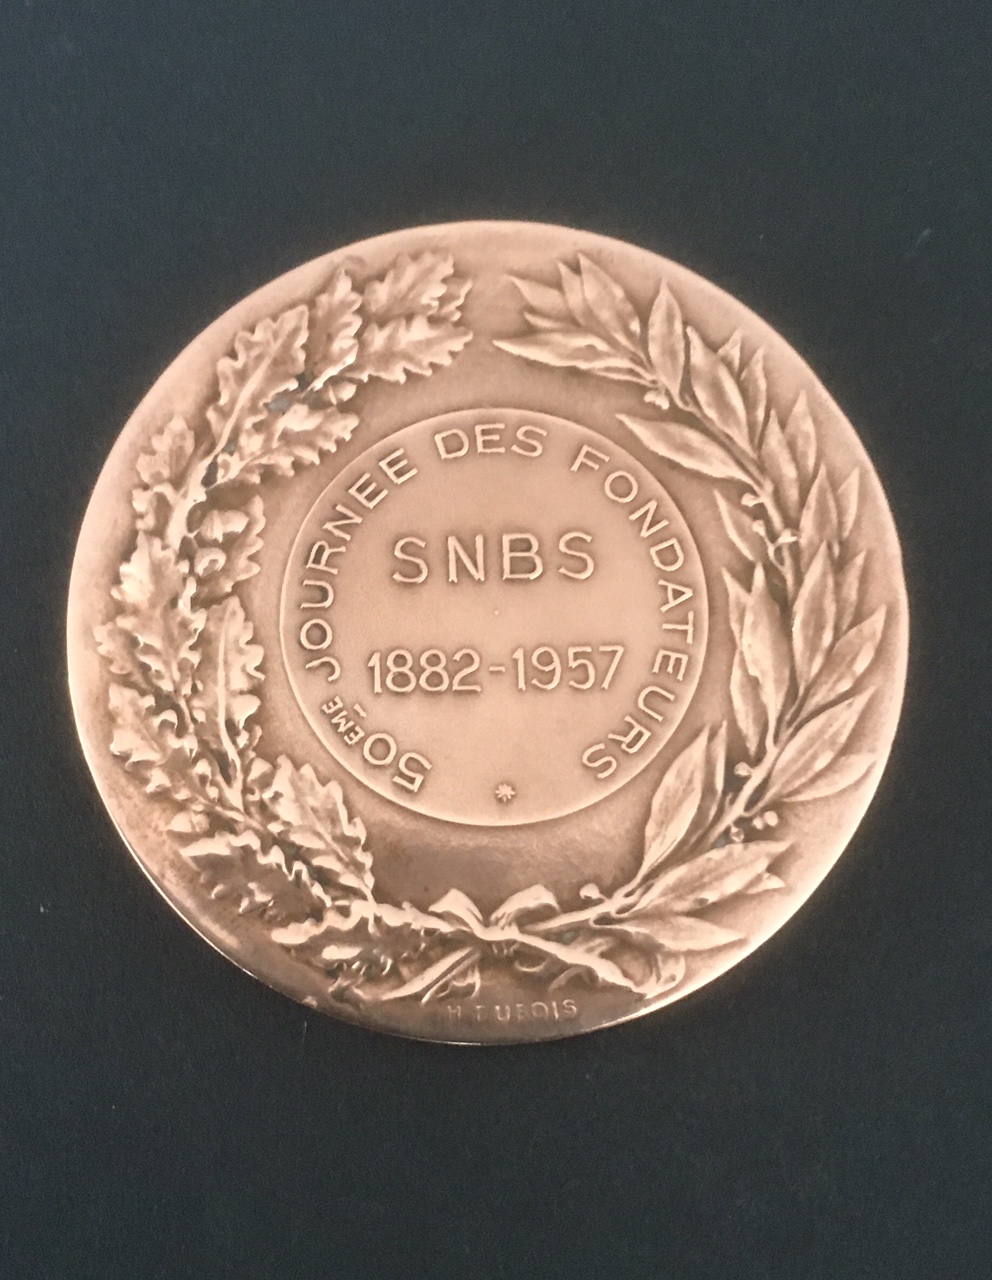 50ÈME JOURNEE DES FONDATEURS
SNBS
1882-1957
H DUBOIS